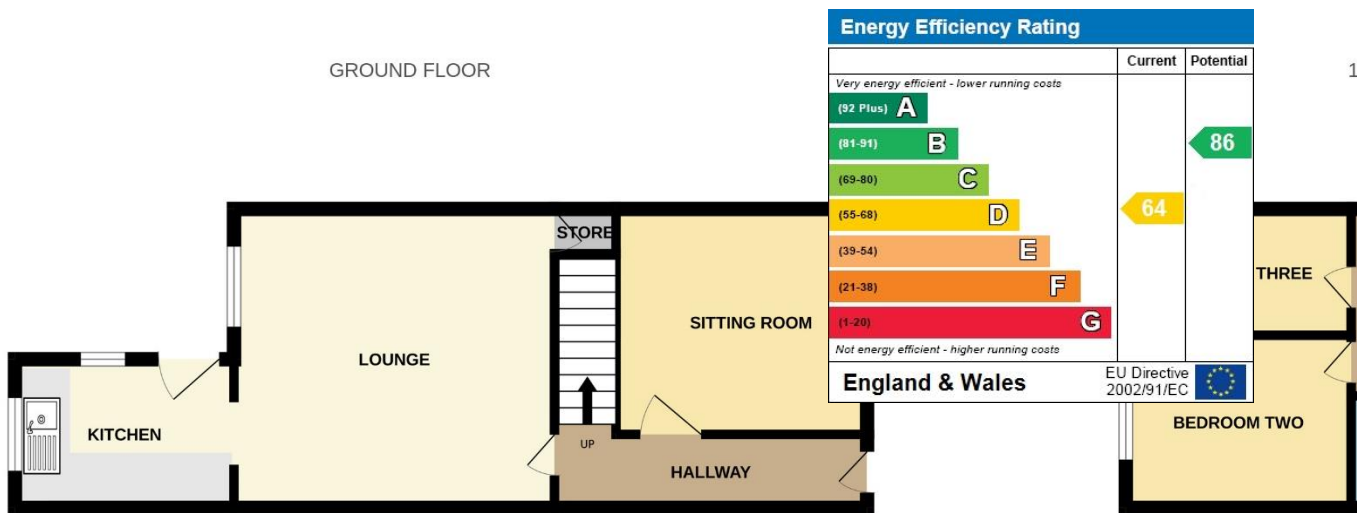 GROUND FLOOR
1
STORE
SITTING ROOM
LOUNGE
KITCHEN
UP
HALLWAY
Energy Efficiency Rating
Current Potential
Very energy efficient - lower running costs
(92 Plus) A
(81-91) B
86
(69-80) C
(55-68) D
64
(39-54) E
(21-38) F
(1-20) G
Not energy efficient - higher running costs
England & Wales
EU Directive
2002/91/EC
THREE
BEDROOM TWO